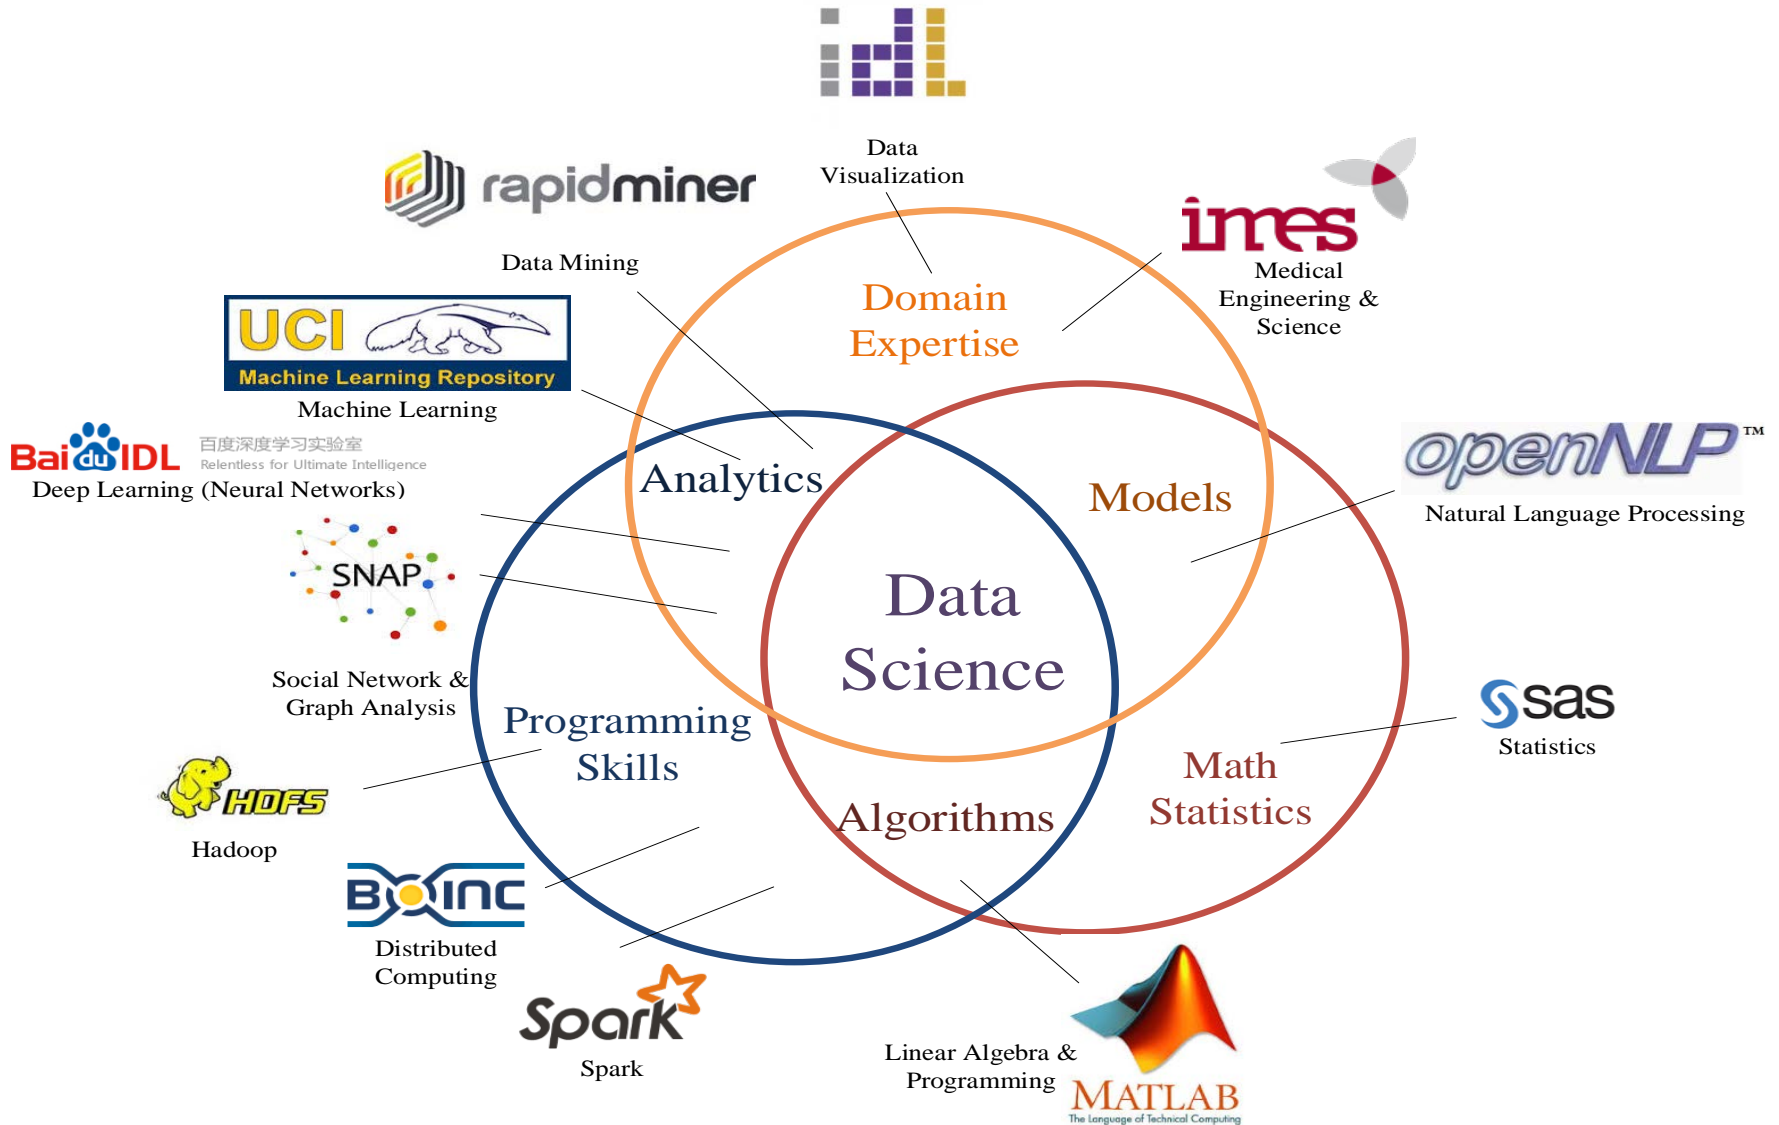 idL
Data
Visualization
rapidminer
imes
Medical
Engineering &
Science
Data Mining
Domain
Expertise
UCI
Machine Learning Repository
Machine Learning
Baidu IDL
百度深度学习实验室
Relentless for Ultimate Intelligence
Deep Learning (Neural Networks)
openNLP™
Natural Language Processing
Analytics
Models
SNAP
Data
Science
Social Network &
Graph Analysis
Programming
Skills
sas
Statistics
Math
Statistics
HDFS
Hadoop
Algorithms
BOINC
Distributed
Computing
Spark
Spark
Linear Algebra &
Programming
MATLAB
The Language of Technical Computing